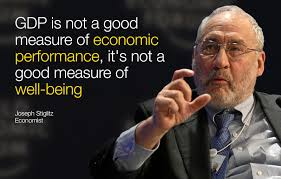 GDP is not a good
measure of economic
performance, it's not a
good measure of
well-being
Joseph Stiglitz
Economist